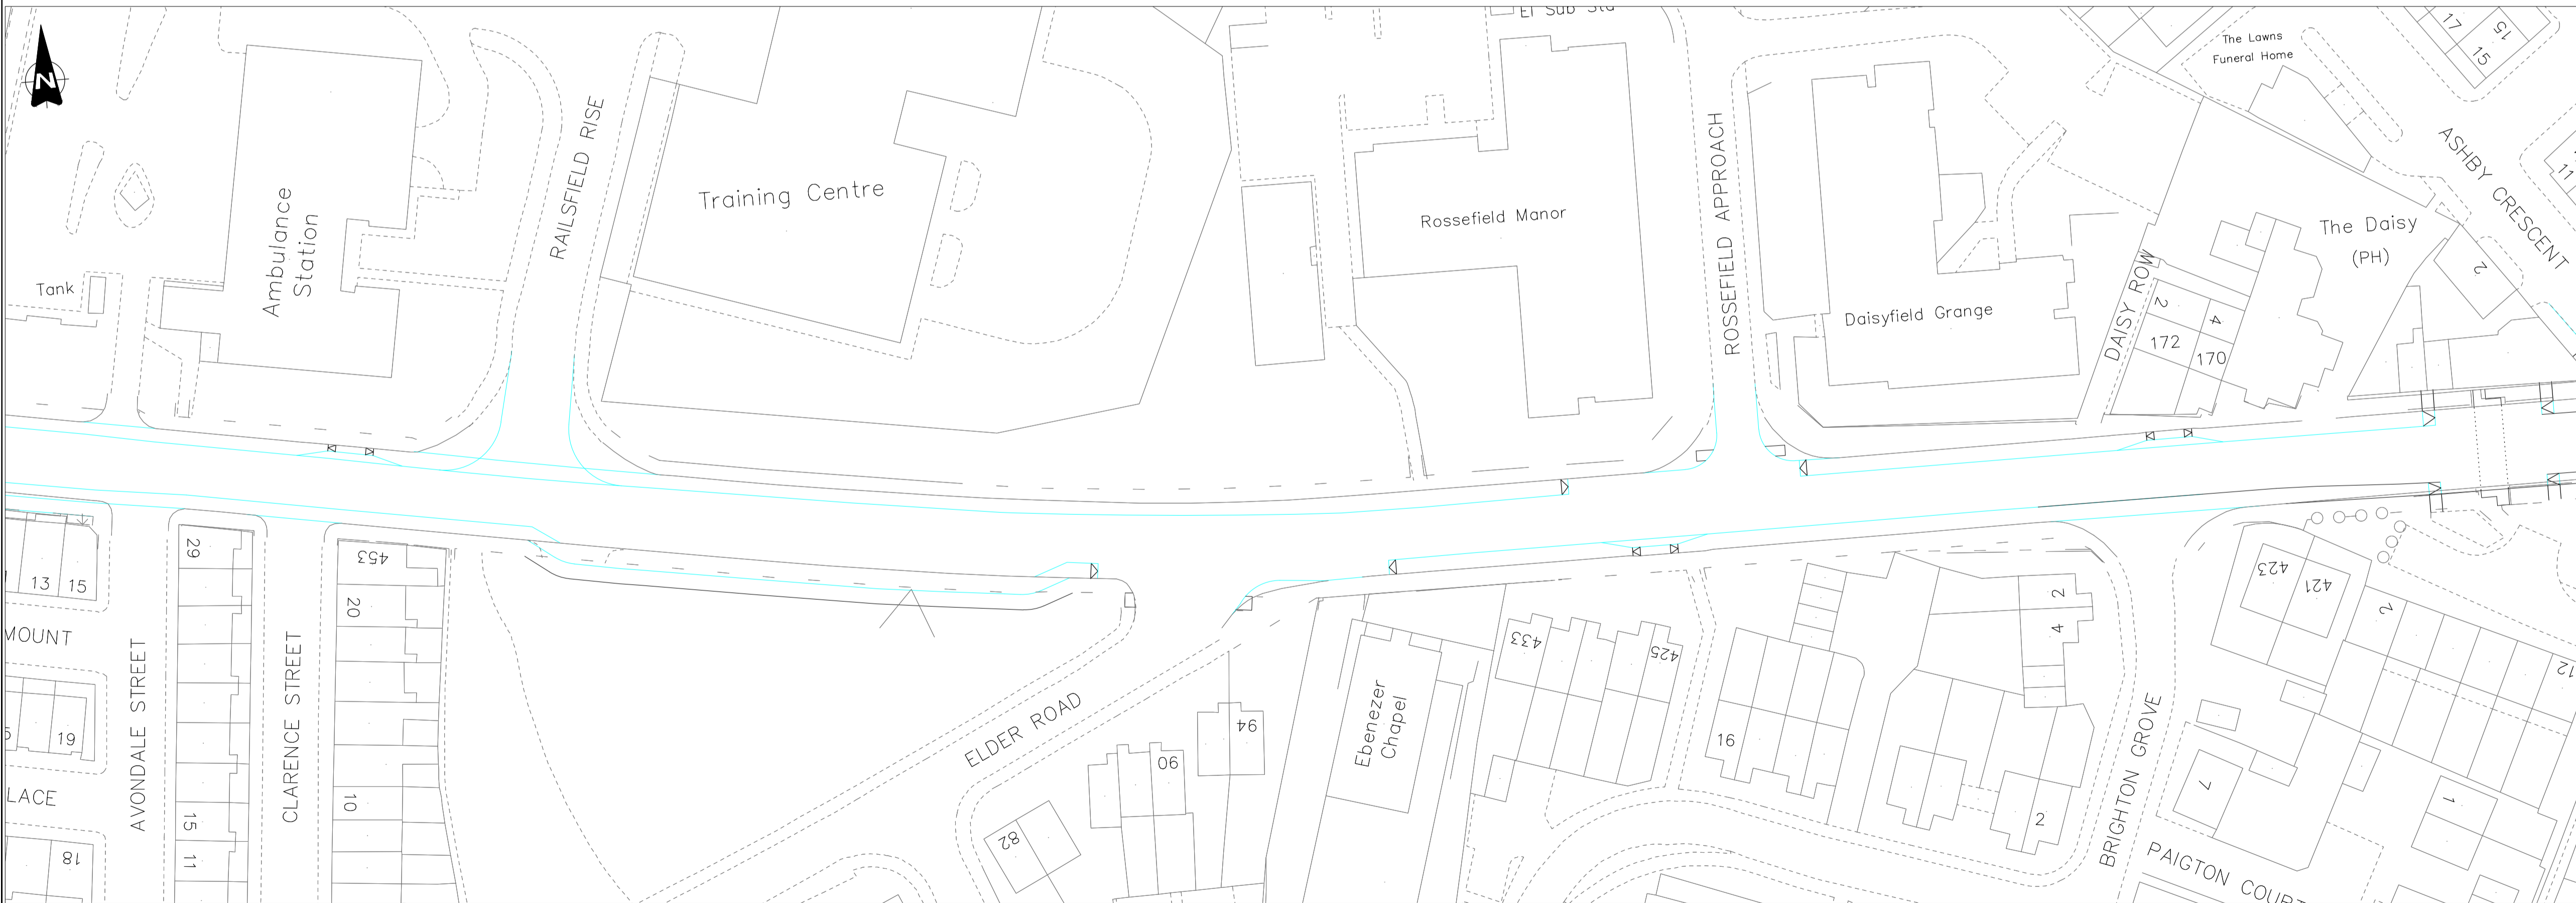 N
El Sub Sta
17
15
15
The Lawns
Funeral Home
ASHBY CRESCENT
11
RAILSFIELD RISE
Training Centre
Ambulance
Station
Tank
Rossefield Manor
ROSSEFIELD APPROACH
Daisyfield Grange
DAISY ROW
The Daisy
(PH)
2
2
4
172
170
29
453
13
15
20
MOUNT
AVONDALE STREET
CLARENCE STREET
19
LACE
15
11
18
10
ELDER ROAD
94
90
82
Ebenezer
Chapel
433
425
16
2
4
2
BRIGHTON GROVE
423
421
2
12
7
1
PAIGTON COURT